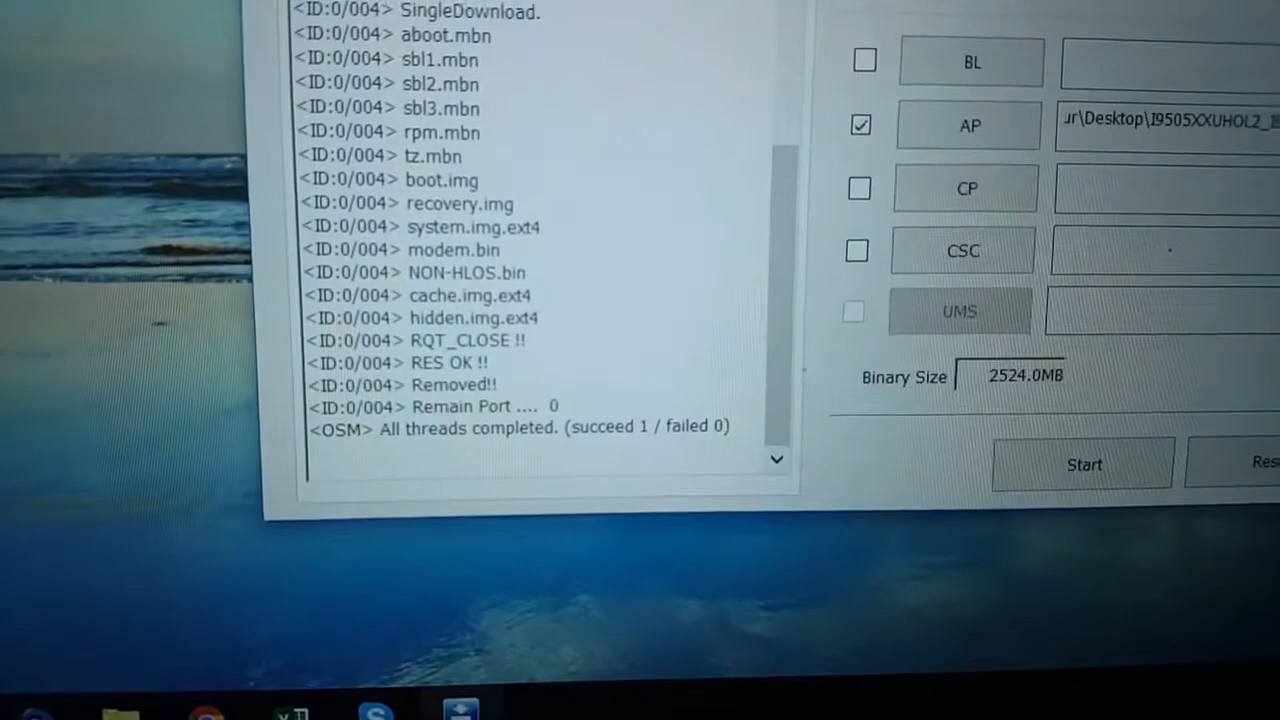 <ID:0/004> SingleDownload.
<ID:0/004> aboot.mbn
<ID:0/004> sbl1.mbn
<ID:0/004> sbl2.mbn
<ID:0/004> sbl3.mbn
<ID:0/004> rpm.mbn
<ID:0/004> tz.mbn
<ID:0/004> boot.img
<ID:0/004> recovery.img
<ID:0/004> system.img.ext4
<ID:0/004> modem.bin
<ID:0/004> NON-HLOS.bin
<ID:0/004> cache.img.ext4
<ID:0/004> hidden.img.ext4
<ID:0/004> RQT_CLOSE !!
<ID:0/004> RES OK !!
<ID:0/004> Removed!!
<ID:0/004> Remain Port .... 0
<OSM> All threads completed. (succeed 1 / failed 0)
BL
AP
ur\Desktop\I9505XXUHOL2_
CP
CSC
UMS
Binary Size 2524.0MB
Start
Res